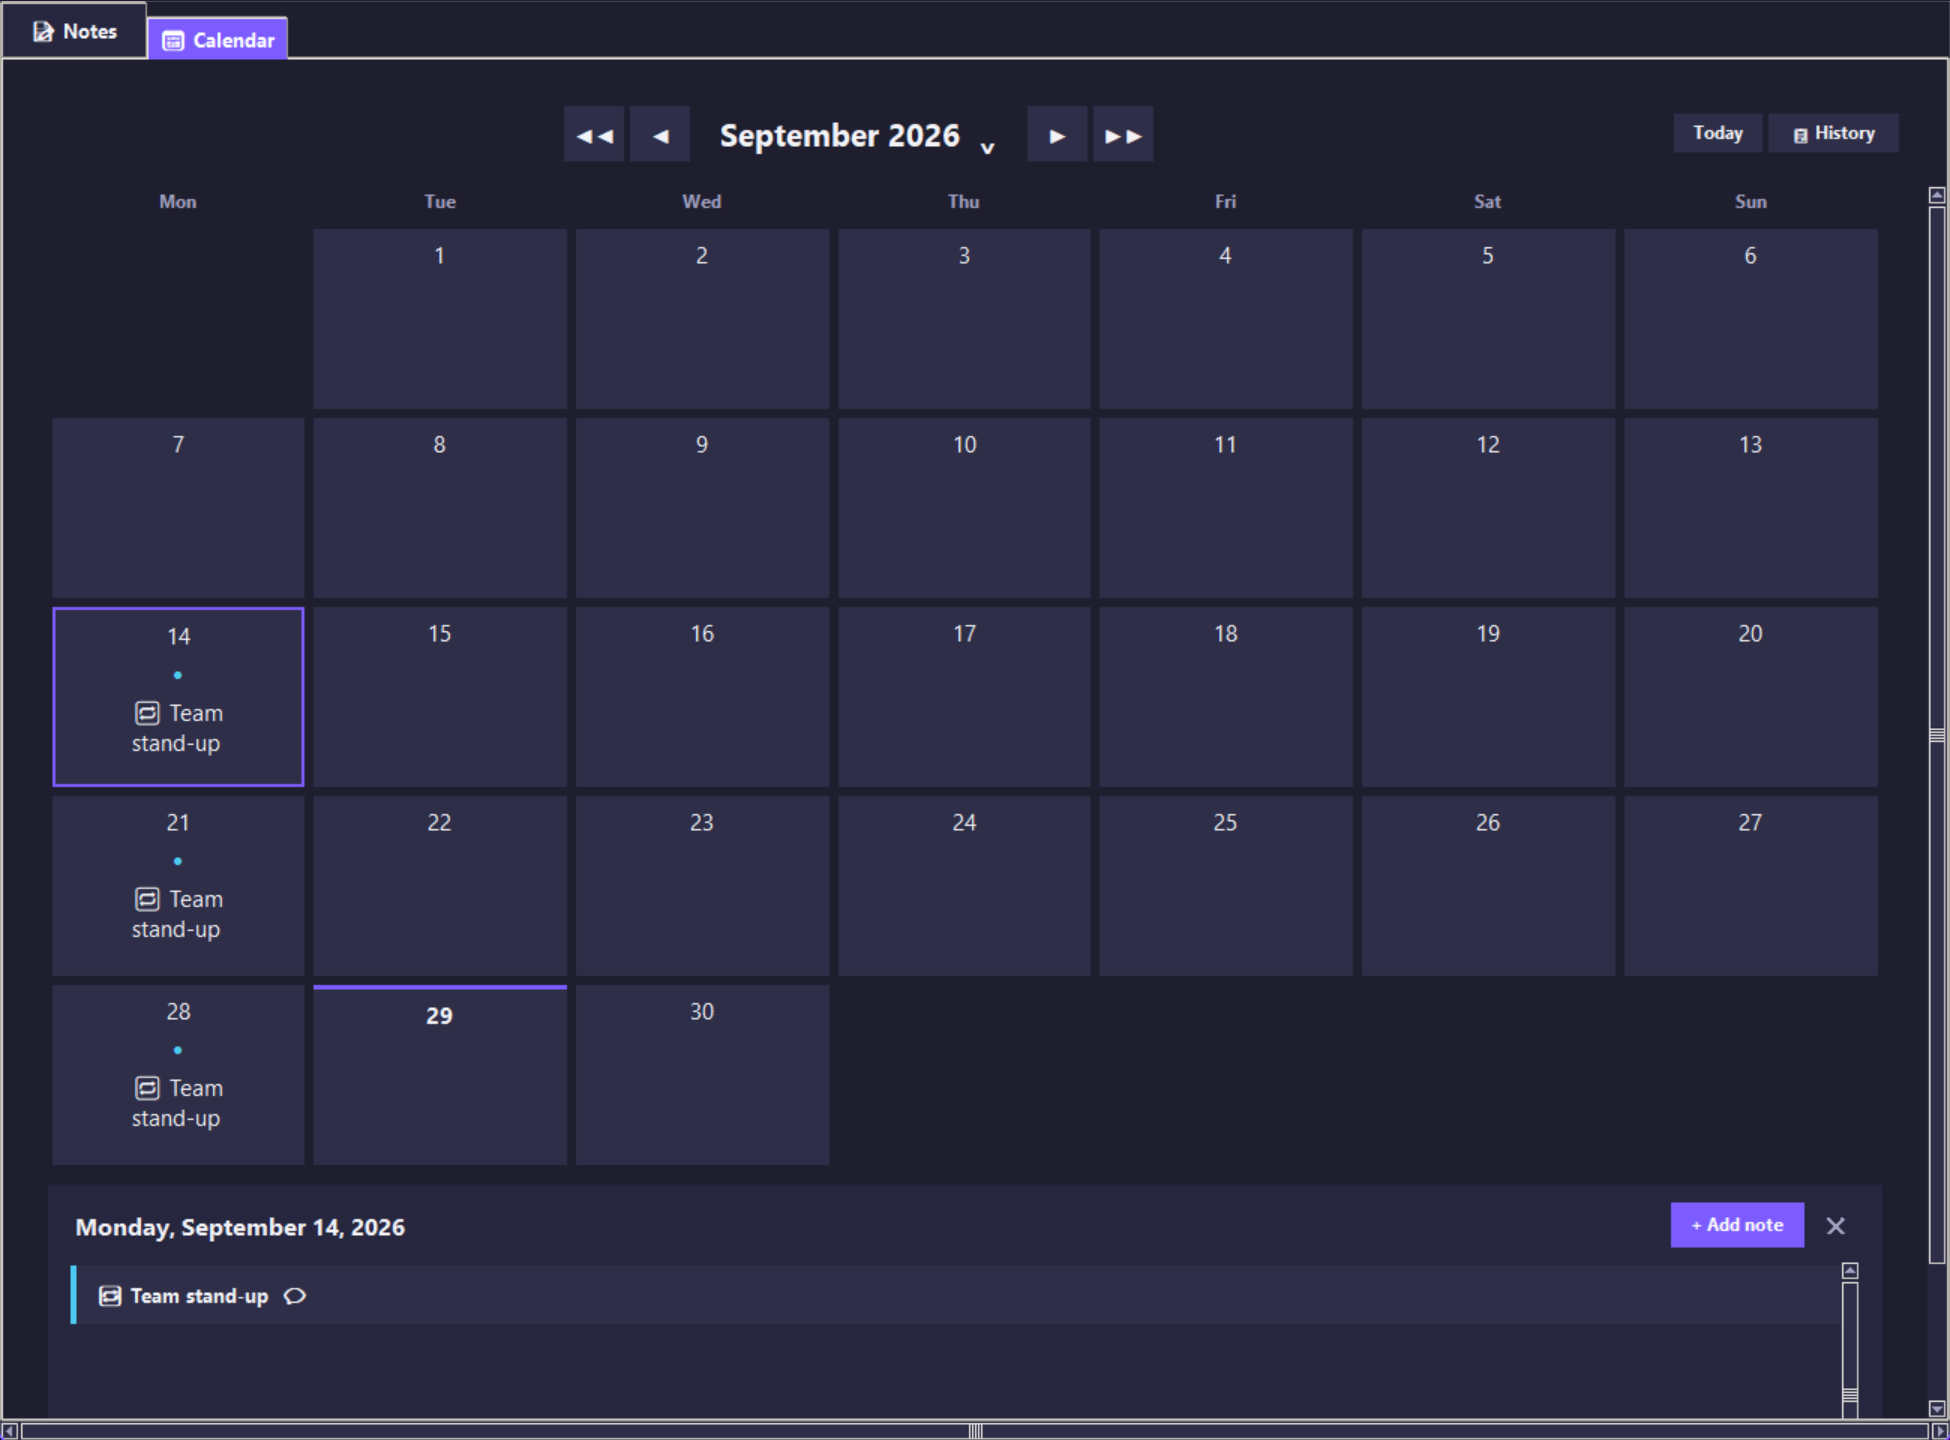 Notes
Calendar
September 2026
Today
History
Mon Tue Wed Thu Fri Sat Sun
1 2 3 4 5 6
7 8 9 10 11 12 13
14 15 16 17 18 19 20
Team
stand-up
21 22 23 24 25 26 27
Team
stand-up
28 29 30
Team
stand-up
Monday, September 14, 2026
+ Add note
Team stand-up